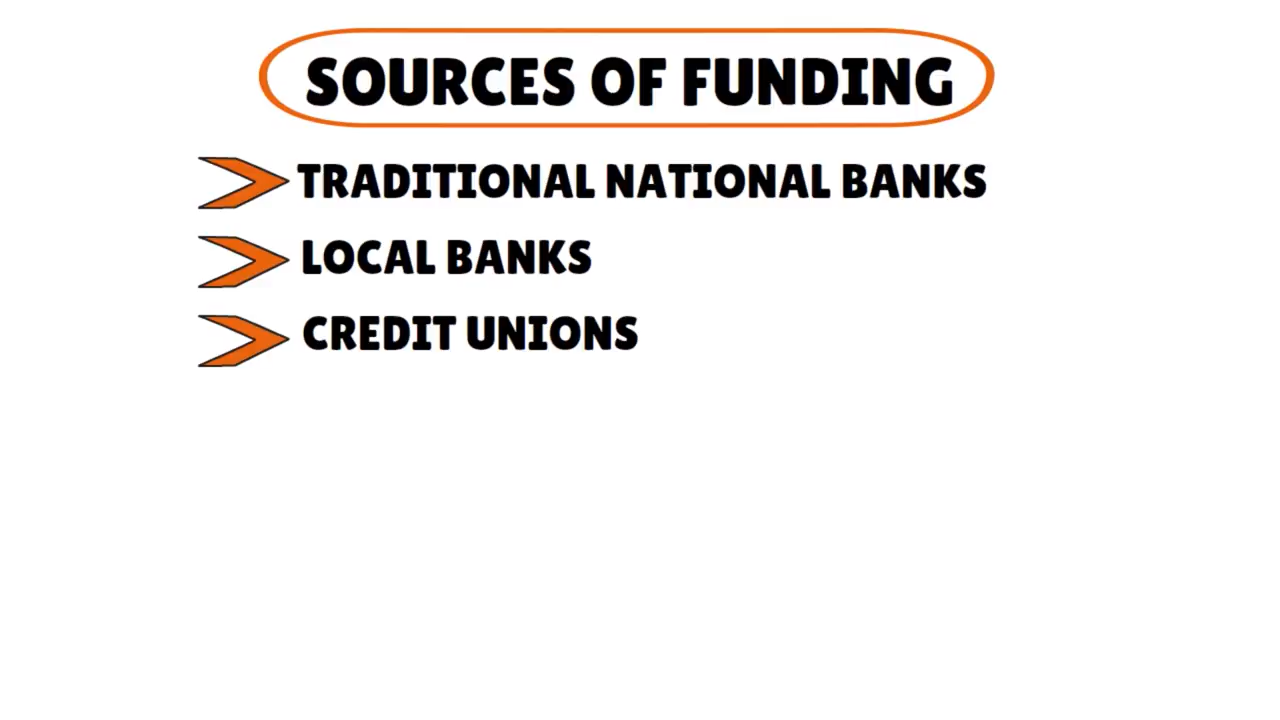 SOURCES OF FUNDING
TRADITIONAL NATIONAL BANKS
LOCAL BANKS
CREDIT UNIONS